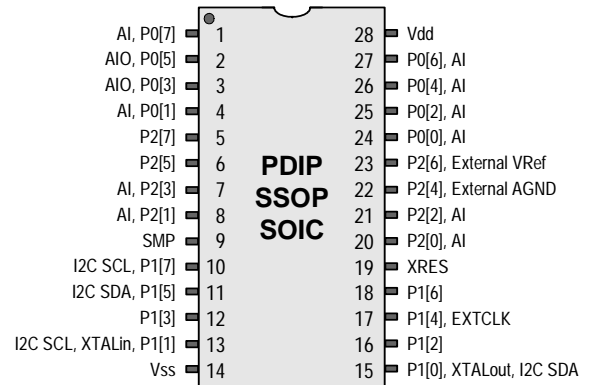 AI, P0[7] 1 28 Vdd
AIO, P0[5] 2 27 P0[6], AI
AIO, P0[3] 3 26 P0[4], AI
AI, P0[1] 4 25 P0[2], AI
P2[7] 5 24 P0[0], AI
P2[5] 6 PDIP 23 P2[6], External VRef
AI, P2[3] 7 SSOP 22 P2[4], External AGND
AI, P2[1] 8 SOIC 21 P2[2], AI
SMP 9 20 P2[0], AI
I2C SCL, P1[7] 10 19 XRES
I2C SDA, P1[5] 11 18 P1[6]
P1[3] 12 17 P1[4], EXTCLK
I2C SCL, XTALin, P1[1] 13 16 P1[2]
Vss 14 15 P1[0], XTALout, I2C SDA